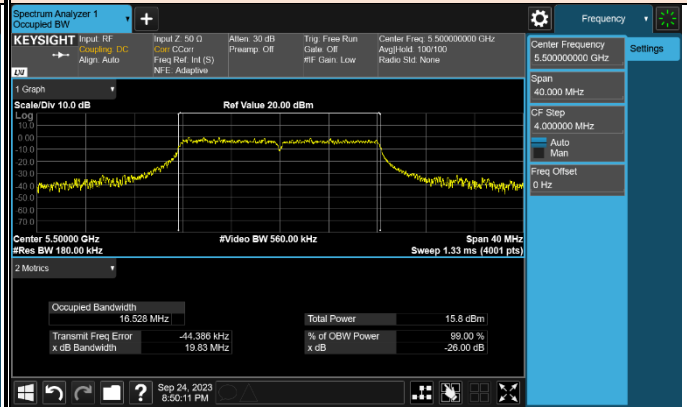 Spectrum Analyzer 1
Occupied BW
Frequency
KEYSIGHT
Input: RF
Coupling: DC
Align: Auto
Input Z: 50 Ω
Corr CCorr
Freq Ref: Int (S)
NFE: Adaptive
Atten: 30 dB
Preamp: Off
Trig: Free Run
Gate: Off
#IF Gain: Low
Center Freq: 5.500000000 GHz
Avg|Hold: 100/100
Radio Std: None
LXI
Center Frequency
5.500000000 GHz
Settings
Span
40.000 MHz
CF Step
4.000000 MHz
Auto
Man
Freq Offset
0 Hz
1 Graph
Scale/Div 10.0 dB
Ref Value 20.00 dBm
Log
10.0
0.00
-10.0
-20.0
-30.0
-40.0
-50.0
-60.0
-70.0
Center 5.50000 GHz
#Video BW 560.00 kHz
Span 40 MHz
#Res BW 180.00 kHz
Sweep 1.33 ms (4001 pts)
2 Metrics
Occupied Bandwidth
16.528 MHz
Total Power 15.8 dBm
Transmit Freq Error -44.386 kHz
% of OBW Power 99.00 %
x dB Bandwidth 19.83 MHz
x dB -26.00 dB
?
Sep 24, 2023
8:50:11 PM